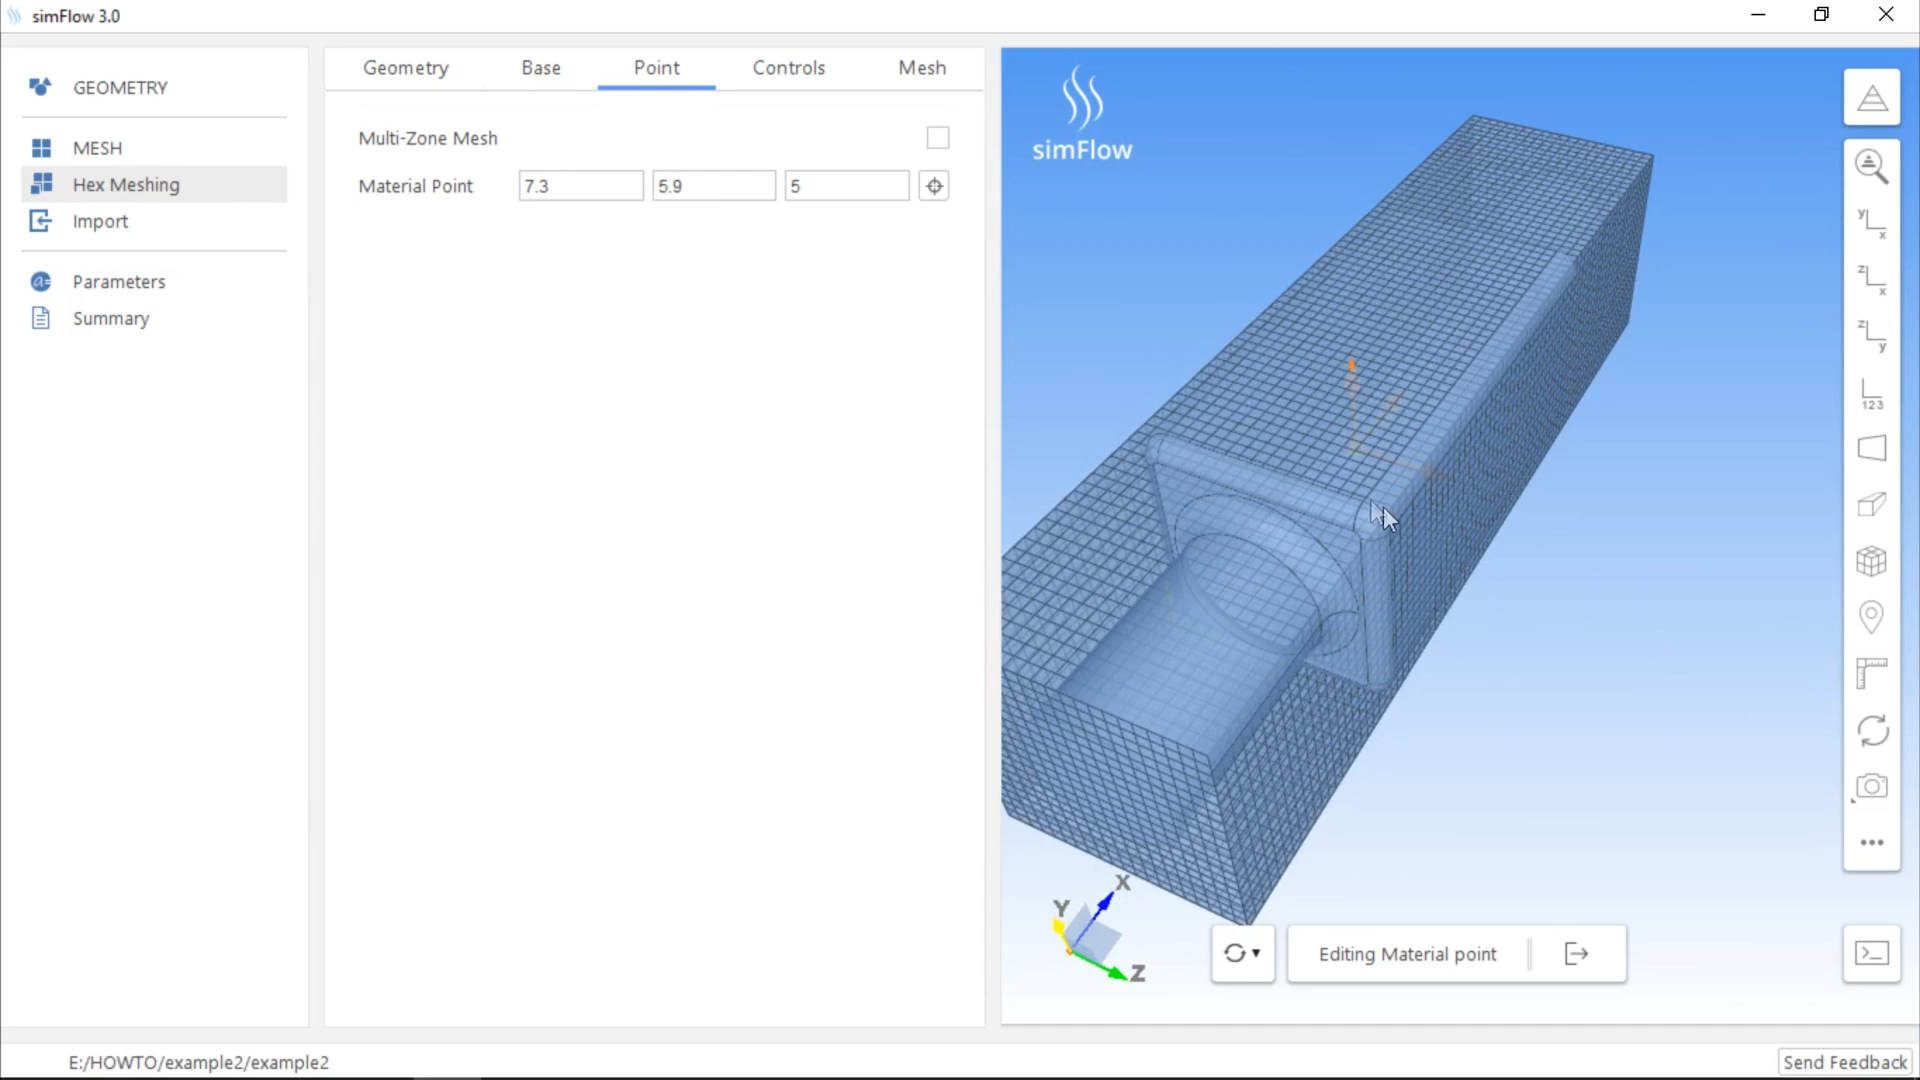 simFlow 3.0
GEOMETRY
MESH
Hex Meshing
Import
Parameters
Summary
Geometry Base Point Controls Mesh
Multi-Zone Mesh
Material Point 7.3 5.9 5
simFlow
y x
z x
z y
123
X
Y
Z
Editing Material point
E:/HOWTO/example2/example2
Send Feedback